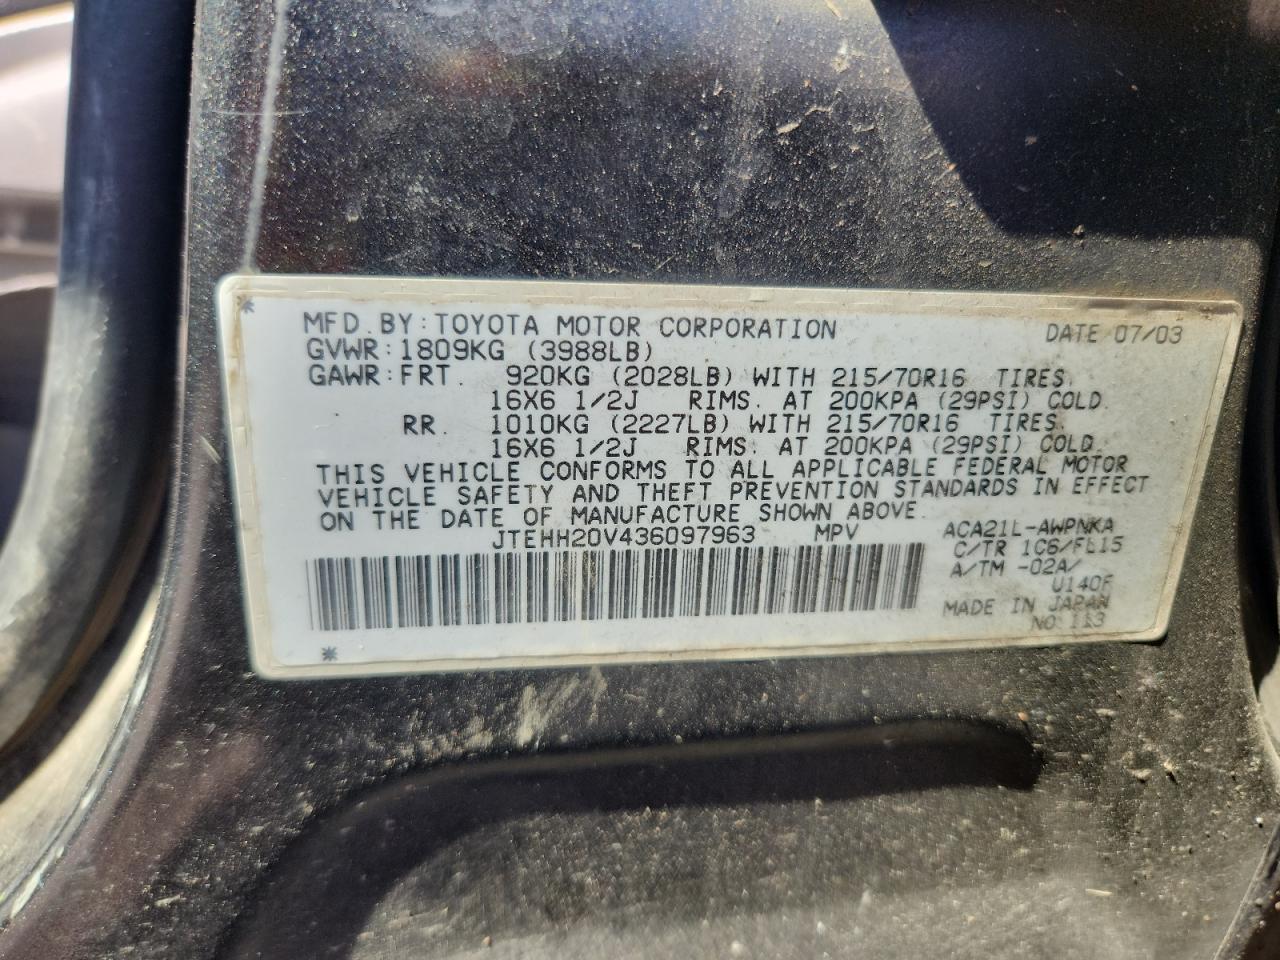 MFD. BY: TOYOTA MOTOR CORPORATION DATE 07/03
GVWR: 1809KG (3988LB)
GAWR: FRT. 920KG (2028LB) WITH 215/70R16 TIRES,
16X6 1/2J RIMS, AT 200KPA (29PSI) COLD.
RR. 1010KG (2227LB) WITH 215/70R16 TIRES,
16X6 1/2J RIMS, AT 200KPA (29PSI) COLD.
THIS VEHICLE CONFORMS TO ALL APPLICABLE FEDERAL MOTOR
VEHICLE SAFETY AND THEFT PREVENTION STANDARDS IN EFFECT
ON THE DATE OF MANUFACTURE SHOWN ABOVE.
JTEHH20V436097963 MPV ACA21L-AWPNKA
C/TR 1C6/FL15
A/TM -02A/
U140F
MADE IN JAPAN
NO. 113